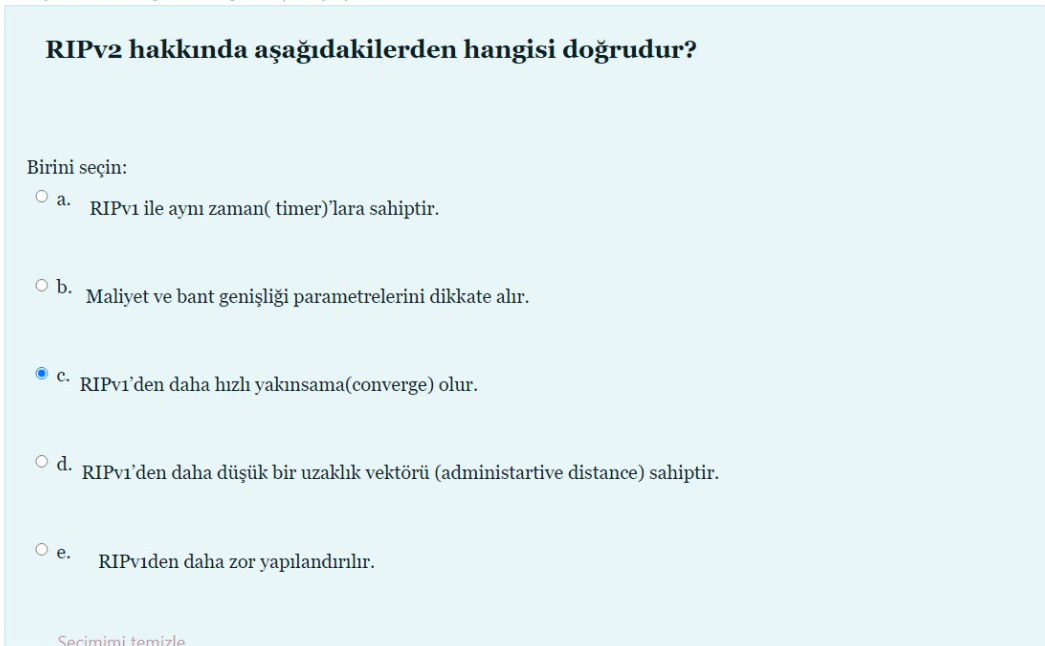 RIPv2 hakkında aşağıdakilerden hangisi doğrudur?
Birini seçin:
a. RIPv1 ile aynı zaman( timer)’lara sahiptir.
b. Maliyet ve bant genişliği parametrelerini dikkate alır.
c. RIPv1’den daha hızlı yakınsama(converge) olur.
d. RIPv1’den daha düşük bir uzaklık vektörü (administartive distance) sahiptir.
e. RIPv1den daha zor yapılandırılır.
Seçimimi temizle